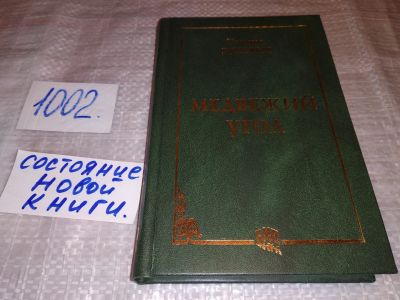 1002.
состояние
новой
книги.
МЕДВЕЖИЙ
УГОЛ